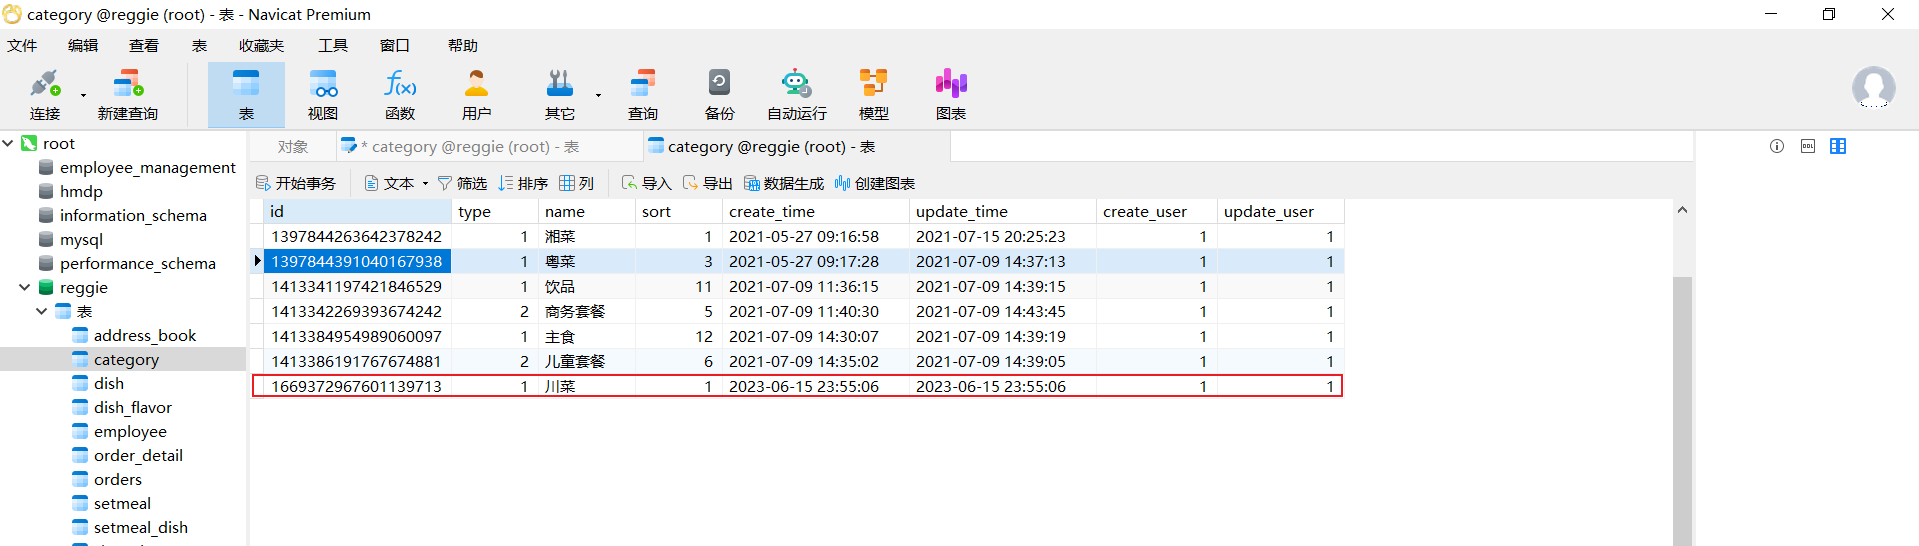 category @reggie (root) - 表 - Navicat Premium
文件 编辑 查看 表 收藏夹 工具 窗口 帮助
连接 新建查询 表 视图 函数 用户 其它 查询 备份 自动运行 模型 图表
root
employee_management
hmdp
information_schema
mysql
performance_schema
reggie
表
address_book
category
dish
dish_flavor
employee
order_detail
orders
setmeal
setmeal_dish
对象 * category @reggie (root) - 表 category @reggie (root) - 表
开始事务 文本 筛选 排序 列 导入 导出 数据生成 创建图表
id type name sort create_time update_time create_user update_user
1397844263642378242 1 湘菜 1 2021-05-27 09:16:58 2021-07-15 20:25:23 1 1
1397844391040167938 1 粤菜 3 2021-05-27 09:17:28 2021-07-09 14:37:13 1 1
1413341197421846529 1 饮品 11 2021-07-09 11:36:15 2021-07-09 14:39:15 1 1
1413342269393674242 2 商务套餐 5 2021-07-09 11:40:30 2021-07-09 14:43:45 1 1
1413384954989060097 1 主食 12 2021-07-09 14:30:07 2021-07-09 14:39:19 1 1
1413386191767674881 2 儿童套餐 6 2021-07-09 14:35:02 2021-07-09 14:39:05 1 1
1669372967601139713 1 川菜 1 2023-06-15 23:55:06 2023-06-15 23:55:06 1 1